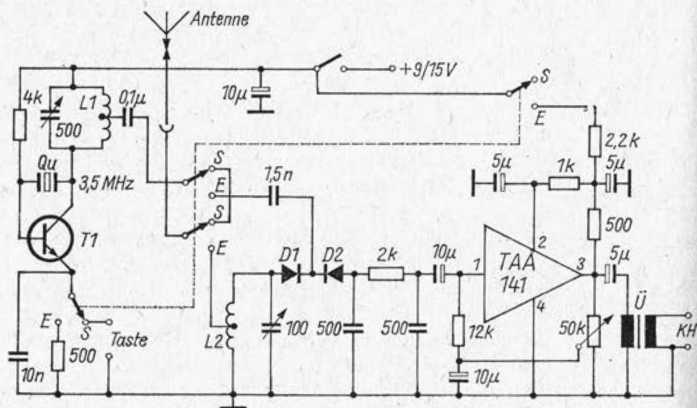 Antenne
+9/15V
S
E
4k
500
L1
0,1µ
10µ
2,2k
Qu
3,5 MHz
T1
S
E
S
E
1,5n
5µ
1k
5µ
500
D1
D2
2k
10µ
1
TAA
141
2
3
4
5µ
Ü
KH
E
S
Taste
500
10n
L2
100
500
500
12k
10µ
50k